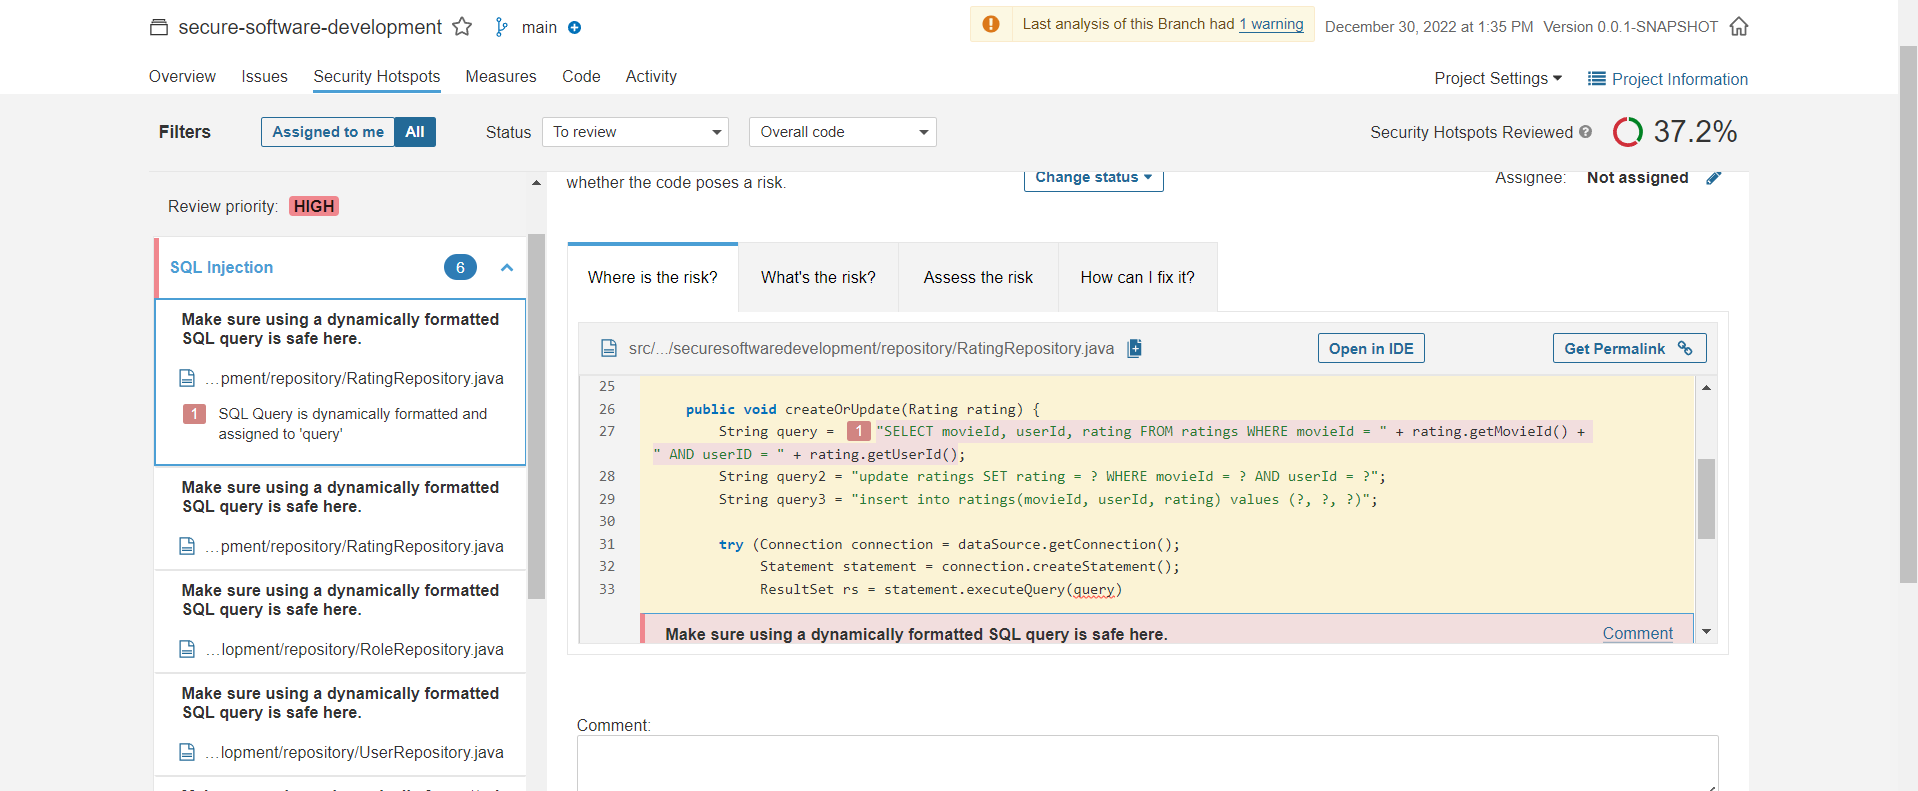 secure-software-development main
Last analysis of this Branch had 1 warning December 30, 2022 at 1:35 PM Version 0.0.1-SNAPSHOT
Overview Issues Security Hotspots Measures Code Activity
Project Settings Project Information
Filters Assigned to me All Status To review Overall code Security Hotspots Reviewed ? 37.2%
Review priority: HIGH
SQL Injection 6
Make sure using a dynamically formatted
SQL query is safe here.
...pment/repository/RatingRepository.java
1 SQL Query is dynamically formatted and
assigned to 'query'
Make sure using a dynamically formatted
SQL query is safe here.
...pment/repository/RatingRepository.java
Make sure using a dynamically formatted
SQL query is safe here.
...lopment/repository/RoleRepository.java
Make sure using a dynamically formatted
SQL query is safe here.
...lopment/repository/UserRepository.java
whether the code poses a risk.
Change status
Assignee: Not assigned
Where is the risk? What's the risk? Assess the risk How can I fix it?
src/.../securesoftwaredevelopment/repository/RatingRepository.java Open in IDE Get Permalink
25
26 public void createOrUpdate(Rating rating) {
27 String query = 1 "SELECT movieId, userId, rating FROM ratings WHERE movieId = " + rating.getMovieId() +
" AND userID = " + rating.getUserId();
28 String query2 = "update ratings SET rating = ? WHERE movieId = ? AND userId = ?";
29 String query3 = "insert into ratings(movieId, userId, rating) values (?, ?, ?)";
30
31 try (Connection connection = dataSource.getConnection();
32 Statement statement = connection.createStatement();
33 ResultSet rs = statement.executeQuery(query)
Make sure using a dynamically formatted SQL query is safe here. Comment
Comment: